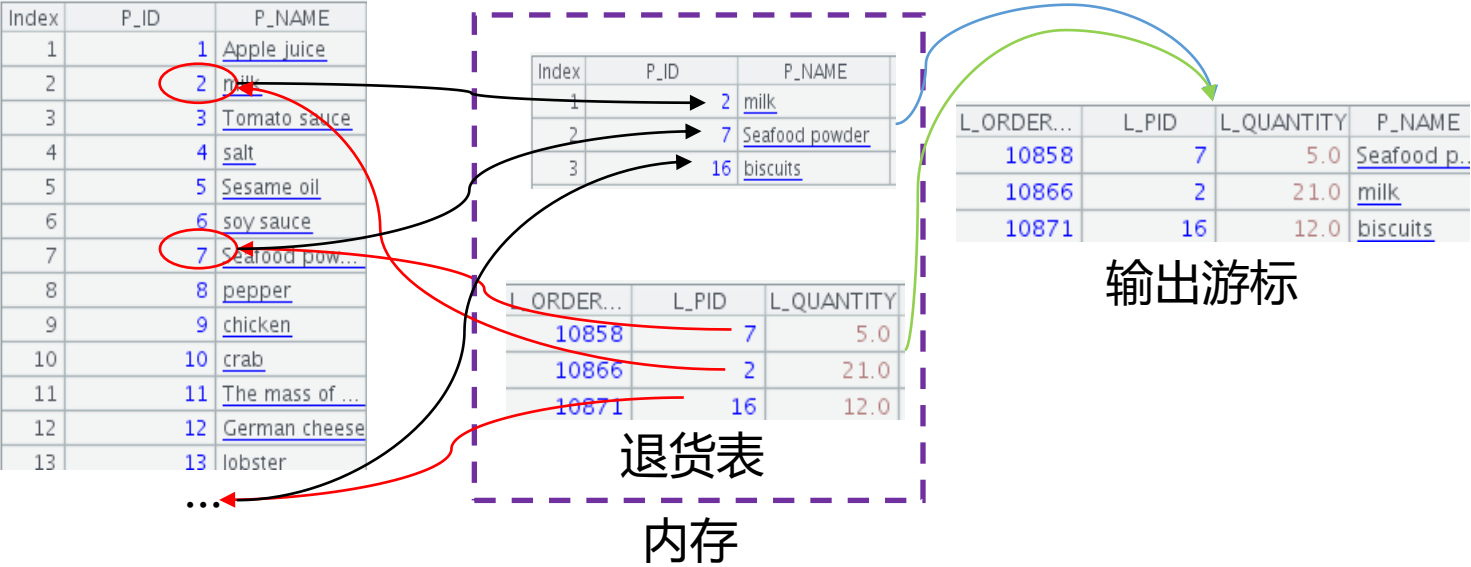 Index P_ID P_NAME
1 1 Apple juice
2 2 milk
3 3 Tomato sauce
4 4 salt
5 5 Sesame oil
6 6 soy sauce
7 7 Seafood pow...
8 8 pepper
9 9 chicken
10 10 crab
11 11 The mass of ...
12 12 German cheese
13 13 lobster
...
Index P_ID P_NAME
1 2 milk
2 7 Seafood powder
3 16 biscuits
L_ORDER... L_PID L_QUANTITY
10858 7 5.0
10866 2 21.0
10871 16 12.0
退货表
内存
L_ORDER... L_PID L_QUANTITY P_NAME
10858 7 5.0 Seafood p..
10866 2 21.0 milk
10871 16 12.0 biscuits
输出游标